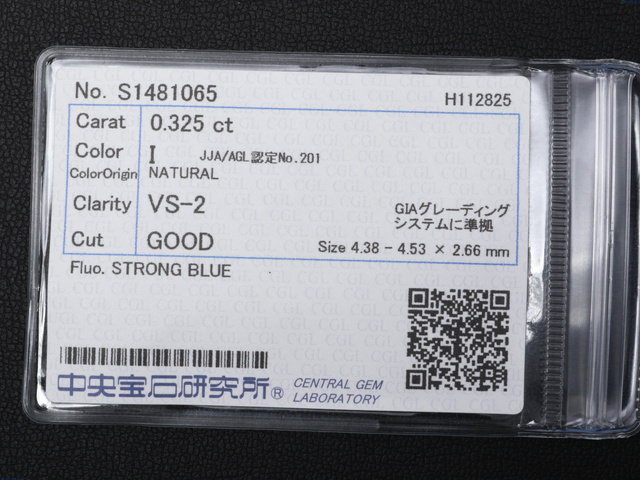 No. S1481065
H112825
Carat 0.325 ct
Color I JJA/AGL認定No.201
ColorOrigin NATURAL
Clarity VS-2
GIAグレーディング
システムに準拠
Cut GOOD Size 4.38 - 4.53 × 2.66 mm
Fluo. STRONG BLUE
中央宝石研究所®
CENTRAL GEM
LABORATORY